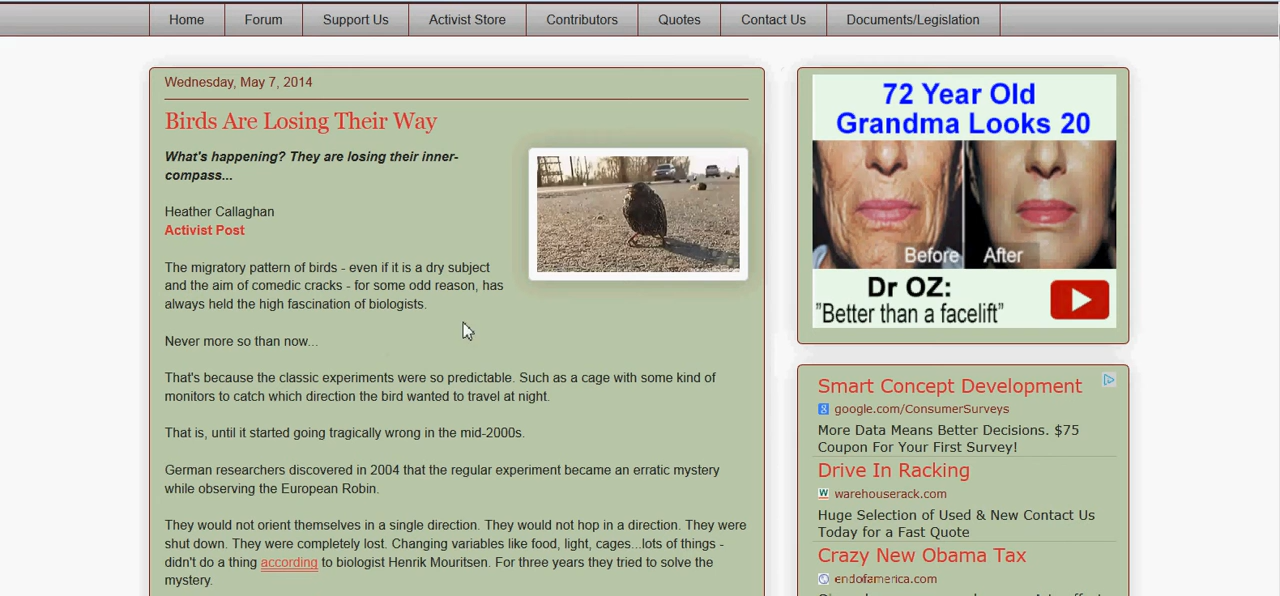 Home
Forum
Support Us
Activist Store
Contributors
Quotes
Contact Us
Documents/Legislation
Wednesday, May 7, 2014
Birds Are Losing Their Way
What's happening? They are losing their inner-
compass...
Heather Callaghan
Activist Post
The migratory pattern of birds - even if it is a dry subject
and the aim of comedic cracks - for some odd reason, has
always held the high fascination of biologists.
Never more so than now...
That's because the classic experiments were so predictable. Such as a cage with some kind of
monitors to catch which direction the bird wanted to travel at night.
That is, until it started going tragically wrong in the mid-2000s.
German researchers discovered in 2004 that the regular experiment became an erratic mystery
while observing the European Robin.
They would not orient themselves in a single direction. They would not hop in a direction. They were
shut down. They were completely lost. Changing variables like food, light, cages...lots of things -
didn't do a thing according to biologist Henrik Mouritsen. For three years they tried to solve the
mystery.
72 Year Old
Grandma Looks 20
Before After
Dr OZ:
"Better than a facelift"
Smart Concept Development
google.com/ConsumerSurveys
More Data Means Better Decisions. $75
Coupon For Your First Survey!
Drive In Racking
warehouserack.com
Huge Selection of Used & New Contact Us
Today for a Fast Quote
Crazy New Obama Tax
endofamerica.com